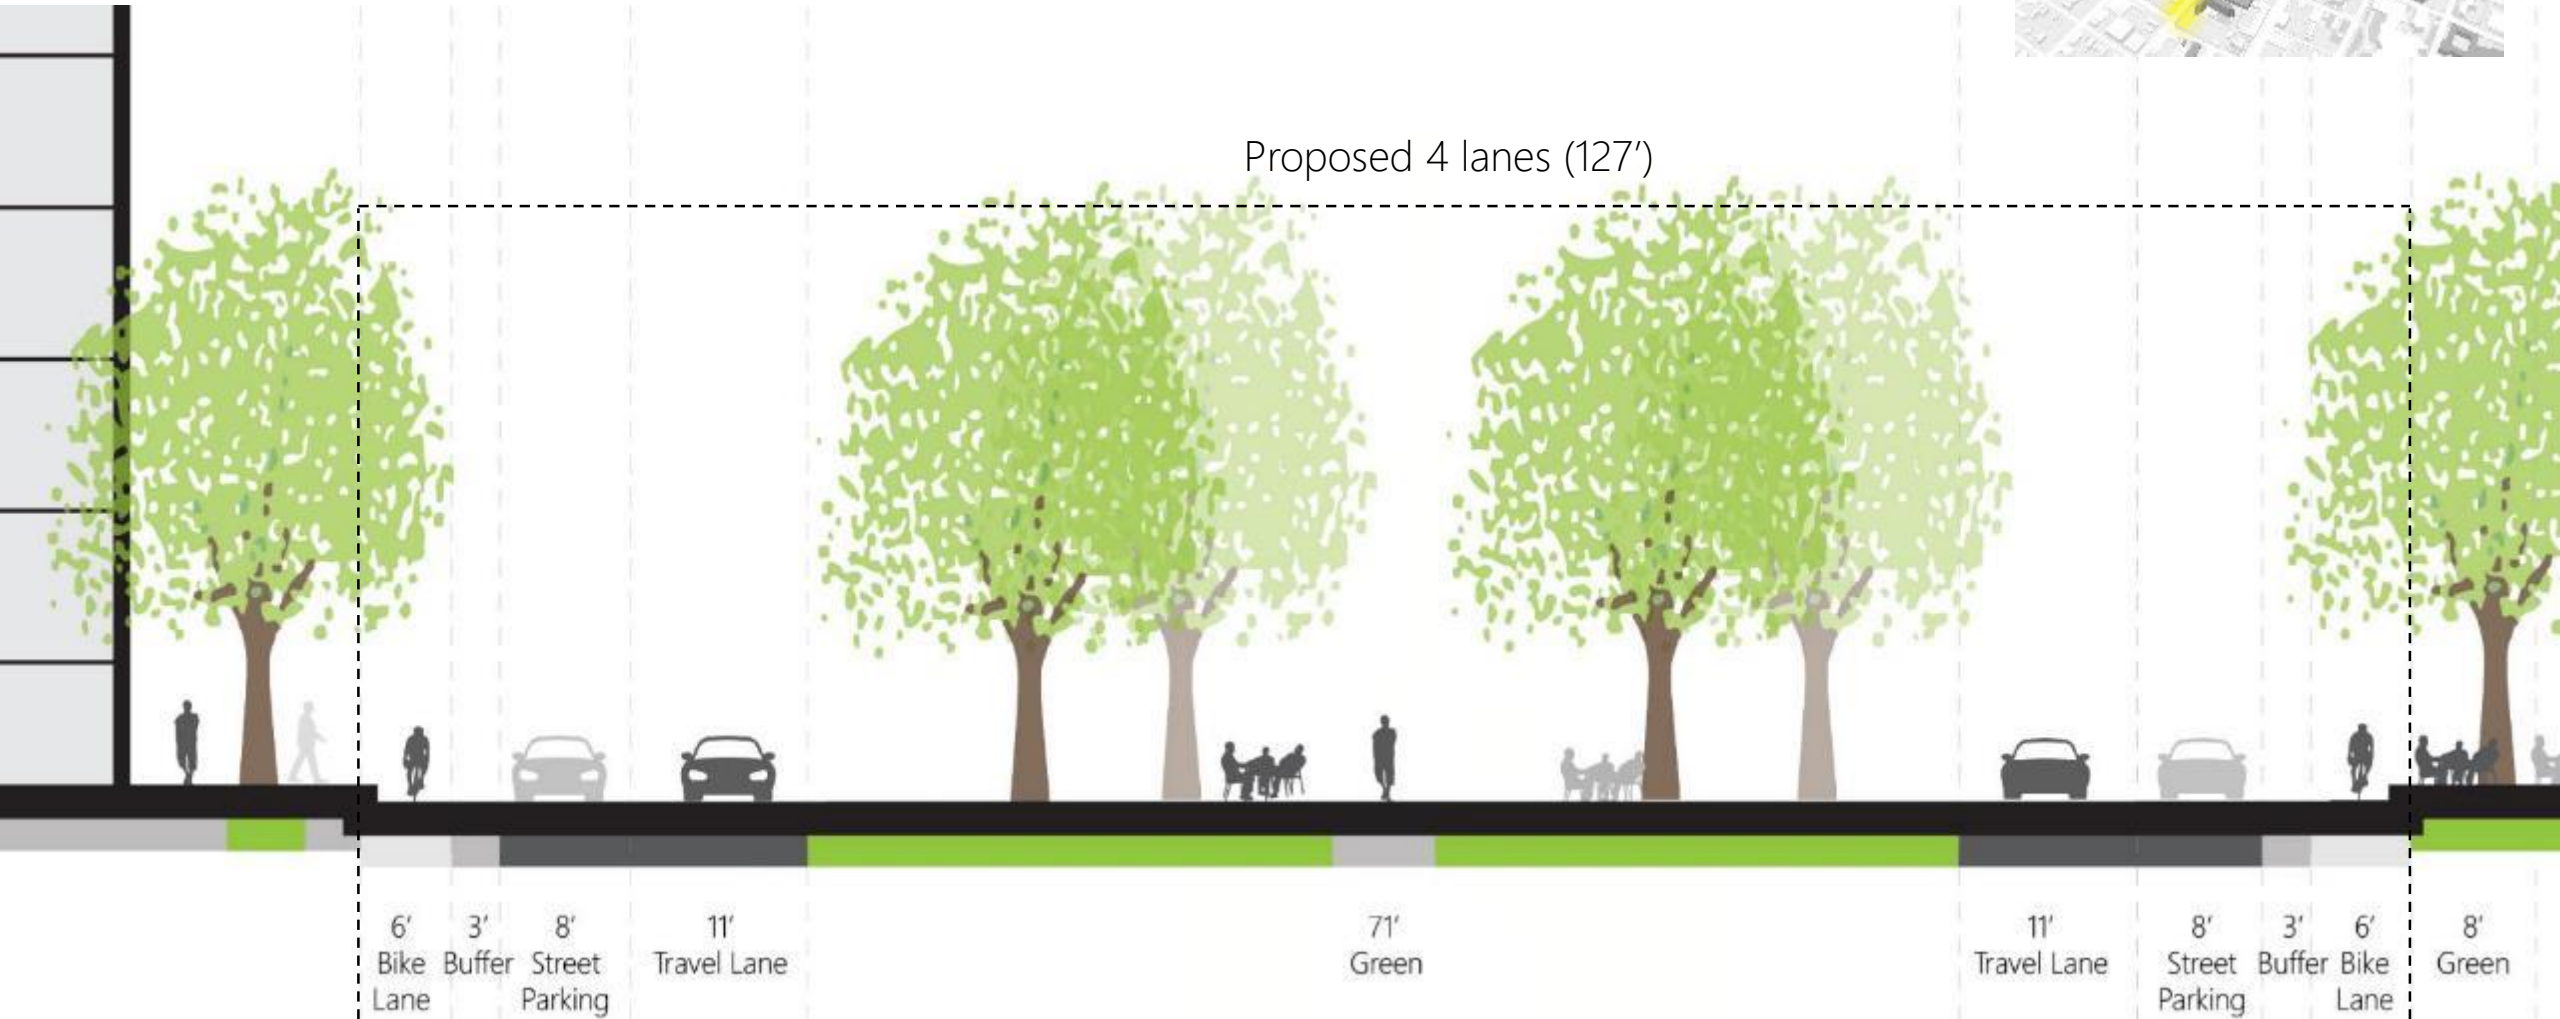 Proposed 4 lanes (127')
6'
Bike
Lane
3'
Buffer
8'
Street
Parking
11'
Travel Lane
71'
Green
11'
Travel Lane
8'
Street
Parking
3'
Buffer
6'
Bike
Lane
8'
Green